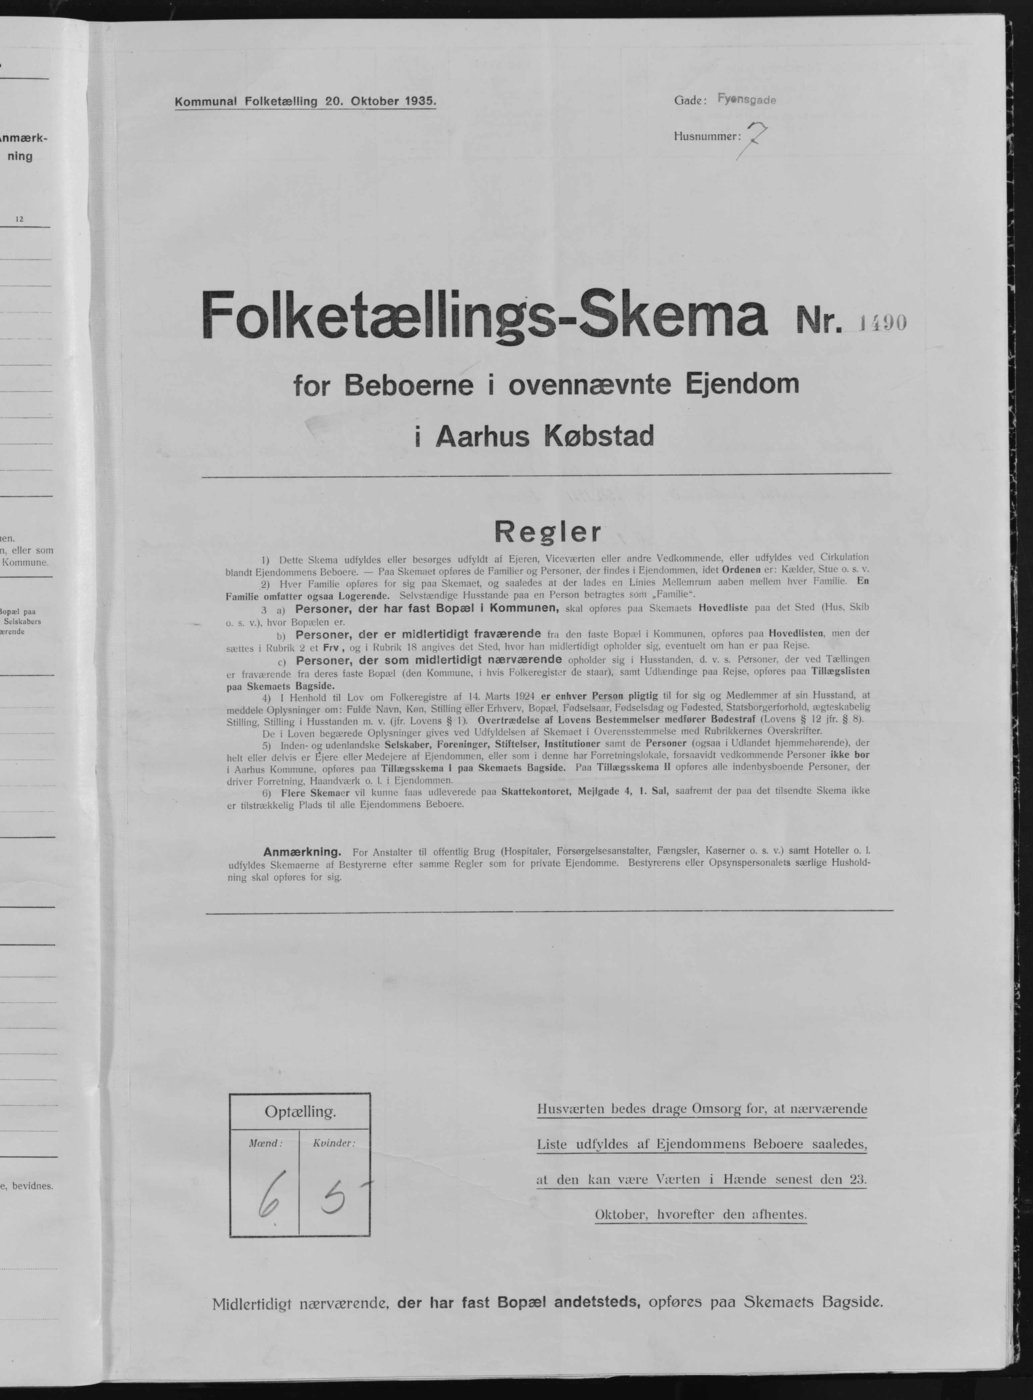 Anmærk-
ning
12
en, eller som
Kommune.
Bopæl paa
Selskabers
e, bevidnes.
Kommunal Folketælling 20. Oktober 1935.
Gade: Fyensgade
Husnummer: 7
Folketællings-Skema Nr. 1490
for Beboerne i ovennævnte Ejendom
i Aarhus Købstad
Regler
1) Dette Skema udfyldes eller besørges udfyldt af Ejeren, Viceværten eller andre Vedkommende, eller udfyldes ved Cirkulation
blandt Ejendommens Beboere. — Paa Skemaet opføres de Familier og Personer, der findes i Ejendommen, idet Ordenen er: Kælder, Stue o. s. v.
2) Hver Familie opføres for sig paa Skemaet, og saaledes at der lades en Linies Mellemrum aaben mellem hver Familie. En
Familie omfatter ogsaa Logerende. Selvstændige Husstande paa en Person betragtes som „Familie“.
3 a) Personer, der har fast Bopæl i Kommunen, skal opføres paa Skemaets Hovedliste paa det Sted (Hus, Skib
o. s. v.), hvor Bopælen er.
b) Personer, der er midlertidigt fraværende fra den faste Bopæl i Kommunen, opføres paa Hovedlisten, men der
sættes i Rubrik 2 et Frv., og i Rubrik 18 angives det Sted, hvor han midlertidigt opholder sig, eventuelt om han er paa Rejse.
c) Personer, der som midlertidigt nærværende opholder sig i Husstanden, d. v. s. Personer, der ved Tællingen
er fraværende fra deres faste Bopæl (den Kommune, i hvis Folkeregister de staar), samt Udlændinge paa Rejse, opføres paa Tillægslisten
paa Skemaets Bagside.
4) I Henhold til Lov om Folkeregistre af 14. Marts 1924 er enhver Person pligtig til for sig og Medlemmer af sin Husstand, at
meddele Oplysninger om: Fulde Navn, Køn, Stilling eller Erhverv, Bopæl, Fødselsaar, Fødselsdag og Fødested, Statsborgerforhold, ægteskabelig
Stilling, Stilling i Husstanden m. v. (jfr. Lovens § 1). Overtrædelse af Lovens Bestemmelser medfører Bødestraf (Lovens § 12 jfr. § 8).
De i Loven begærede Oplysninger gives ved Udfyldelsen af Skemaet i Overensstemmelse med Rubrikkernes Overskrifter.
5) Inden- og udenlandske Selskaber, Foreninger, Stiftelser, Institutioner samt de Personer (ogsaa i Udlandet hjemmehørende), der
helt eller delvis er Ejere eller Medejere af Ejendommen, eller som i denne har Forretningslokale, forsaavidt vedkommende Personer ikke bor
i Aarhus Kommune, opføres paa Tillægsskema I paa Skemaets Bagside. Paa Tillægsskema II opføres alle indenbysboende Personer, der
driver Forretning, Haandværk o. l. i Ejendommen.
6) Flere Skemaer vil kunne faas udleverede paa Skattekontoret, Mejlgade 4, 1. Sal, saafremt der paa det tilsendte Skema ikke
er tilstrækkelig Plads til alle Ejendommens Beboere.
Anmærkning. For Anstalter til offentlig Brug (Hospitaler, Forsørgelsesanstalter, Fængsler, Kaserner o. s. v.) samt Hoteller o. l.
udfyldes Skemaerne af Bestyrerne efter samme Regler som for private Ejendomme. Bestyrerens eller Opsynspersonalets særlige Hushold-
ning skal opføres for sig.
Optælling.
Mænd: Kvinder:
6 5
Husværten bedes drage Omsorg for, at nærværende
Liste udfyldes af Ejendommens Beboere saaledes,
at den kan være Værten i Hænde senest den 23.
Oktober, hvorefter den afhentes.
Midlertidigt nærværende, der har fast Bopæl andetsteds, opføres paa Skemaets Bagside.